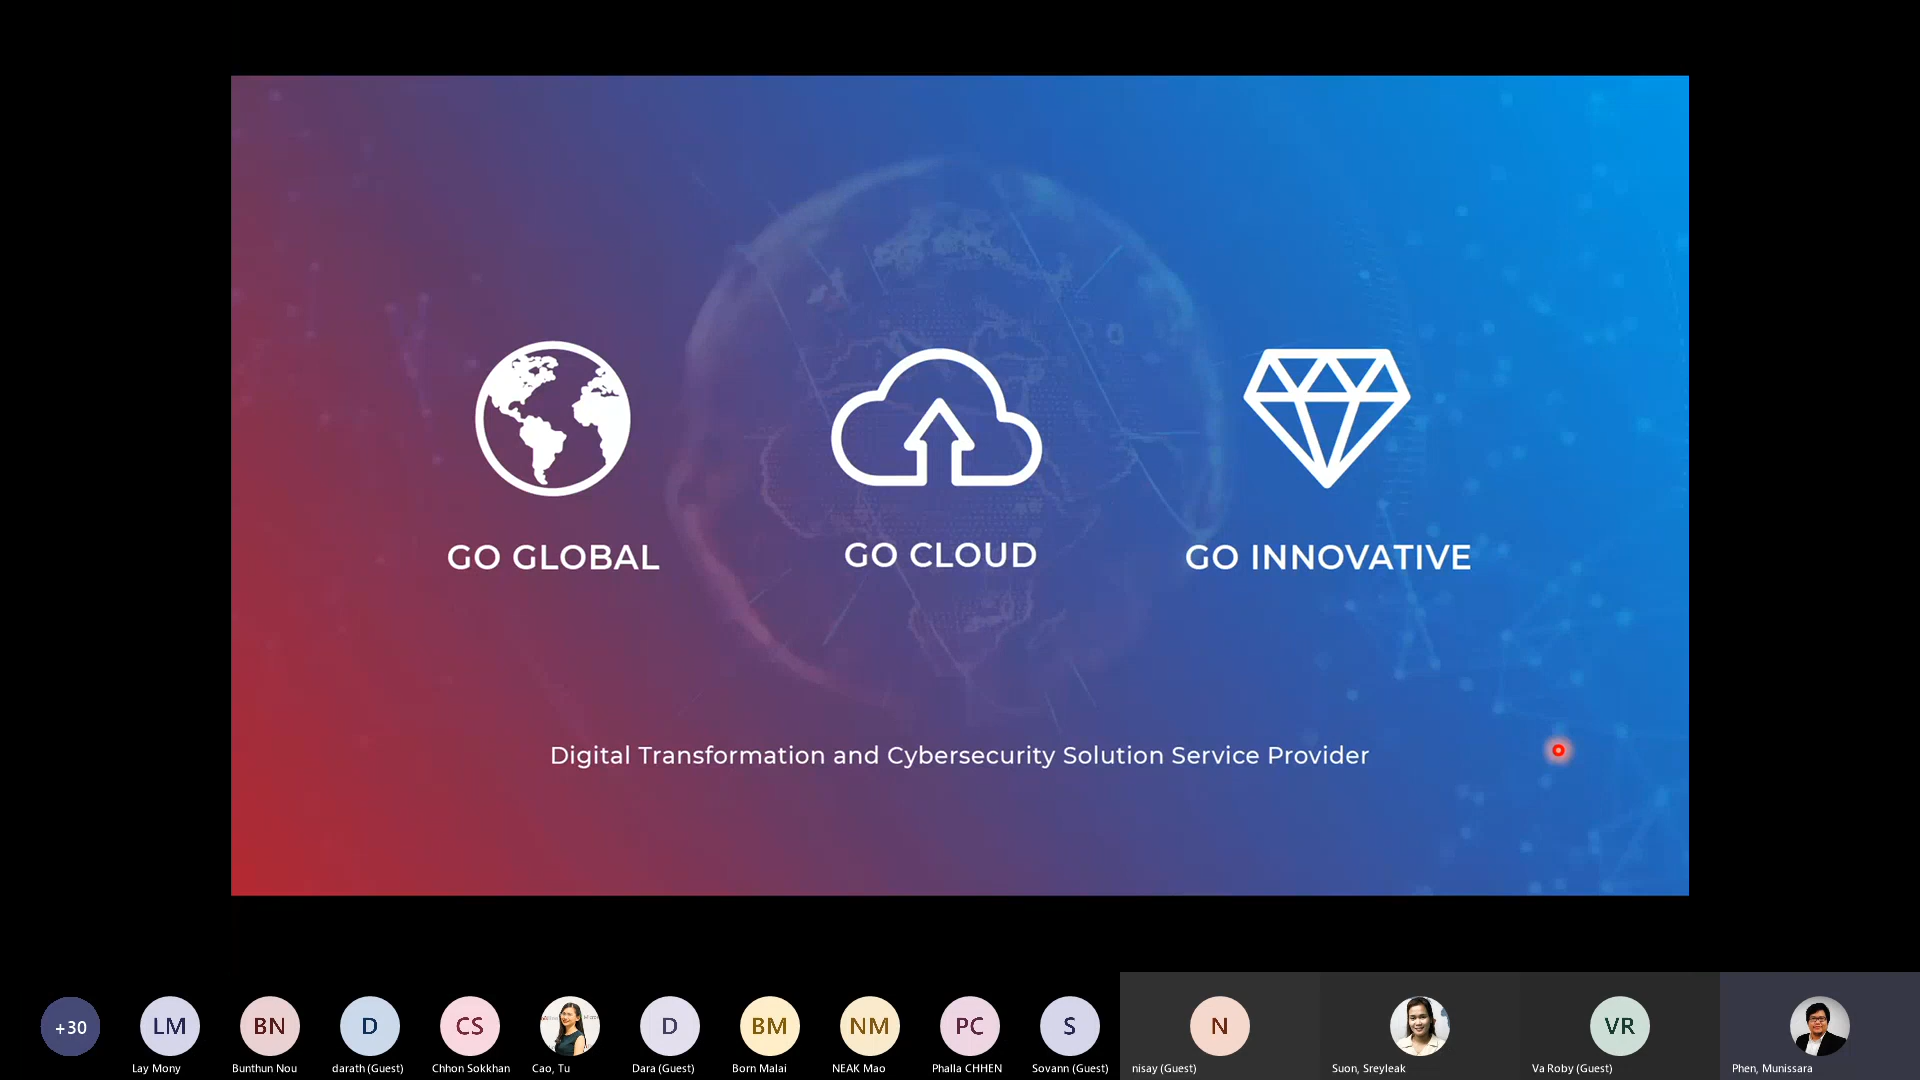 GO GLOBAL
GO CLOUD
GO INNOVATIVE
Digital Transformation and Cybersecurity Solution Service Provider
+30
LM
BN
D
CS
D
BM
NM
PC
S
N
VR
Lay Mony
Bunthun Nou
darath (Guest)
Chhon Sokkhan
Cao, Tu
Dara (Guest)
Born Malai
NEAK Mao
Phalla CHHEN
Sovann (Guest)
nisay (Guest)
Suon, Sreyleak
Va Roby (Guest)
Phen, Munissara